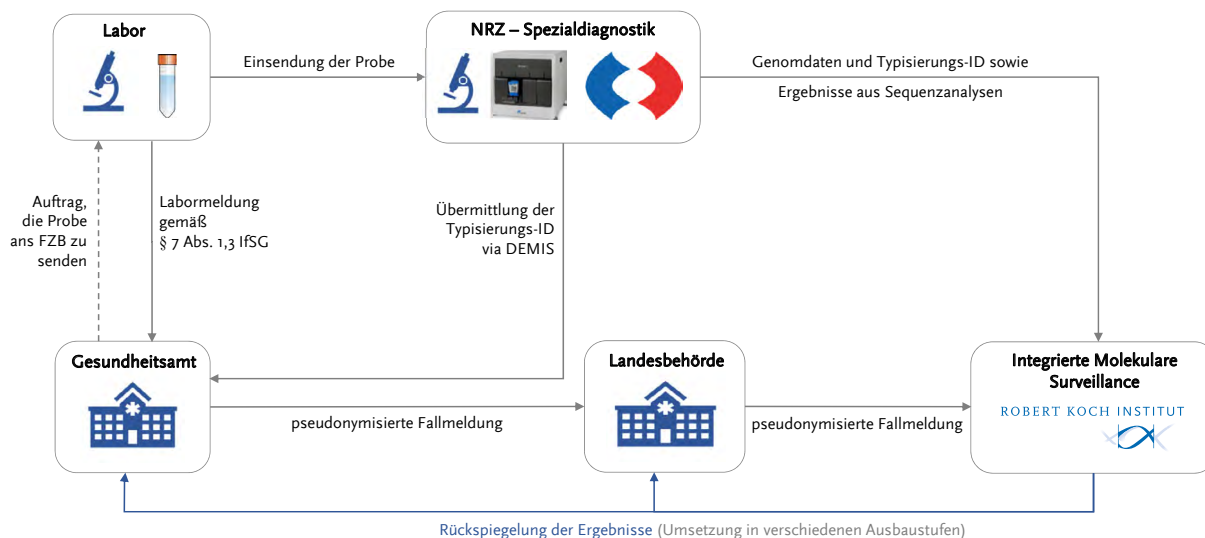 Labor
NRZ – Spezialdiagnostik
Einsendung der Probe
Genomdaten und Typisierungs-ID sowie
Ergebnisse aus Sequenzanalysen
Auftrag,
die Probe
ans FZB zu
senden
Labormeldung
gemäß
§ 7 Abs. 1,3 IfSG
Übermittlung der
Typisierungs-ID
via DEMIS
Gesundheitsamt
pseudonymisierte Fallmeldung
Landesbehörde
pseudonymisierte Fallmeldung
Integrierte Molekulare
Surveillance
ROBERT KOCH INSTITUT
Rückspiegelung der Ergebnisse (Umsetzung in verschiedenen Ausbaustufen)